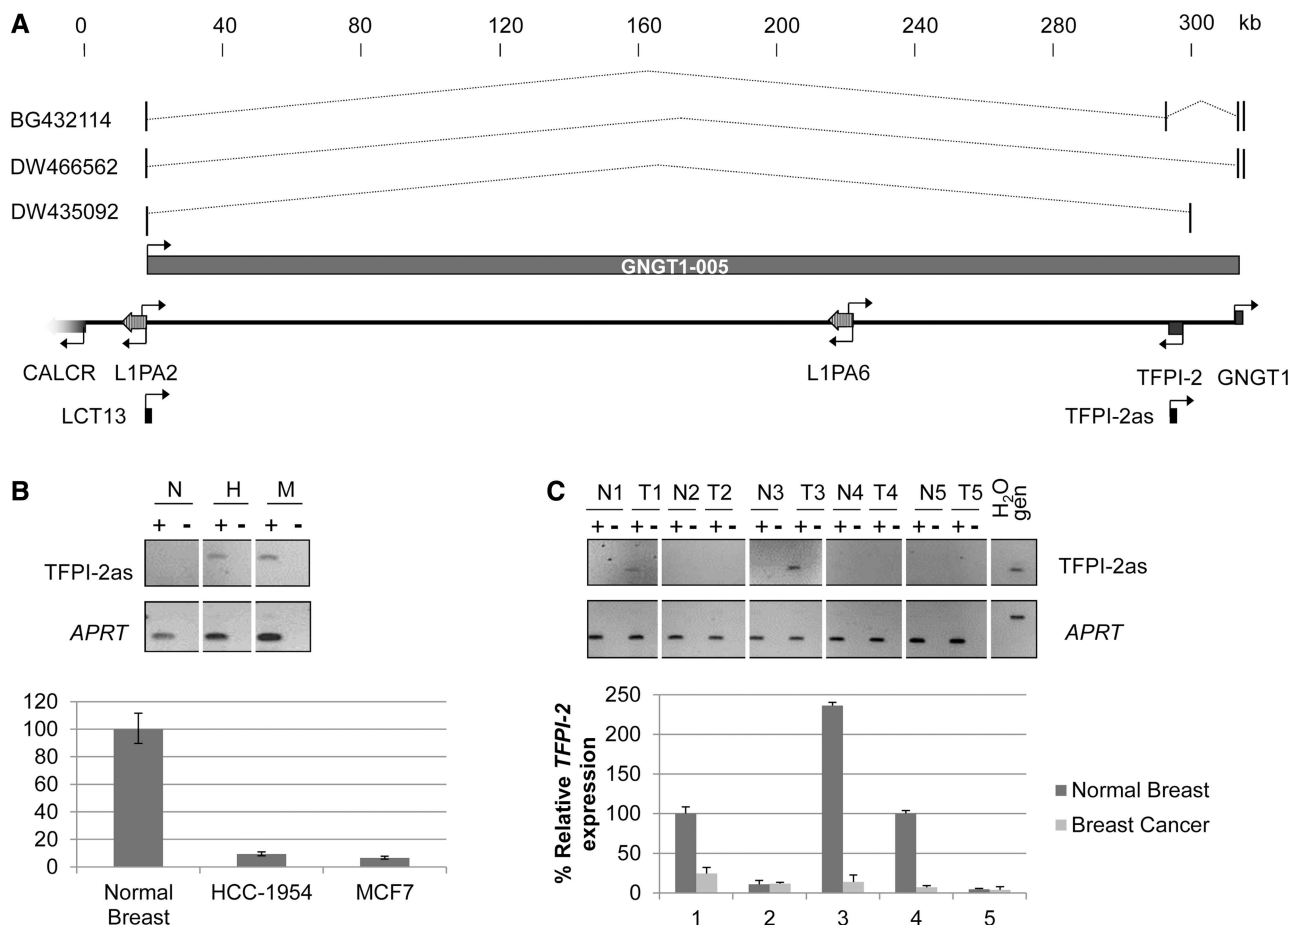 A
0 40 80 120 160 200 240 280 300 kb
BG432114
DW466562
DW435092
GNGT1-005
CALCR L1PA2 L1PA6 TFPI-2 GNGT1
LCT13 TFPI-2as
B
N H M
+ - + - + -
TFPI-2as
APRT
120
100
80
60
40
20
0
Normal Breast HCC-1954 MCF7
C
N1 T1 N2 T2 N3 T3 N4 T4 N5 T5 H2O gen
+ - + - + - + - + - + - + - + - + - + -
TFPI-2as
APRT
% Relative TFPI-2 expression
250
200
150
100
50
0
1 2 3 4 5
Normal Breast
Breast Cancer